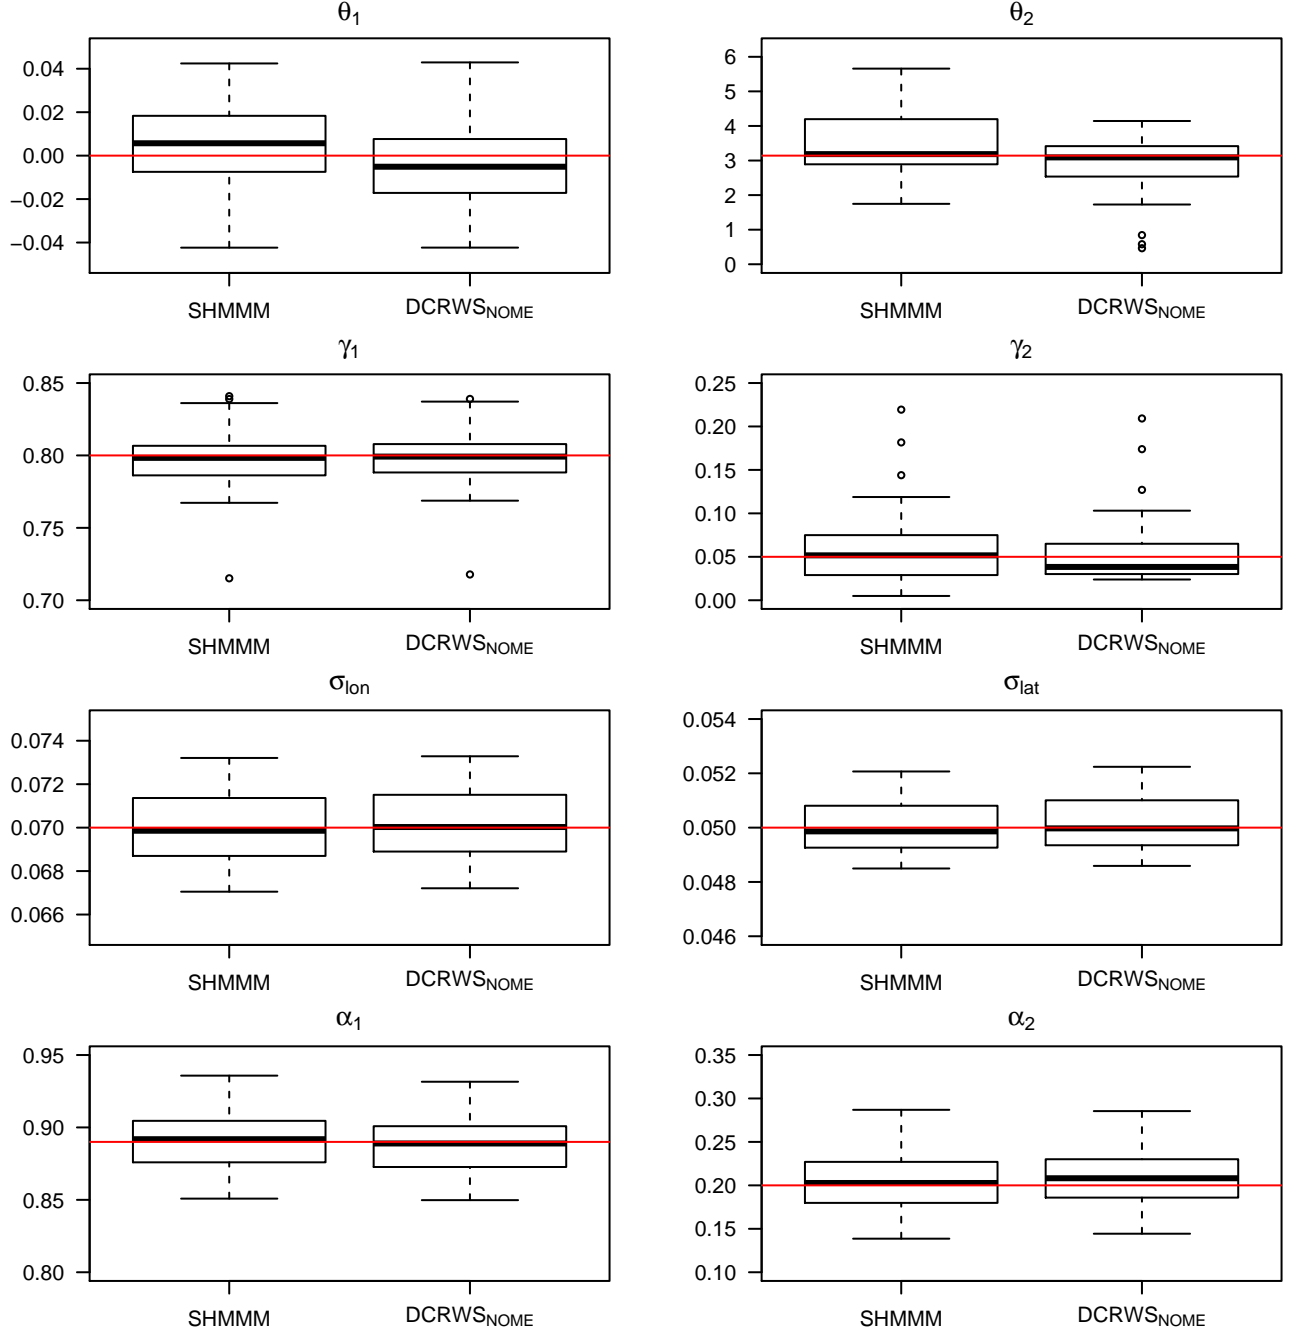 θ1
0.04
0.02
0.00
−0.02
−0.04
SHMMM DCRWSNOME
θ2
6
5
4
3
2
1
0
SHMMM DCRWSNOME
γ1
0.85
0.80
0.75
0.70
SHMMM DCRWSNOME
γ2
0.25
0.20
0.15
0.10
0.05
0.00
SHMMM DCRWSNOME
σlon
0.074
0.072
0.070
0.068
0.066
SHMMM DCRWSNOME
σlat
0.054
0.052
0.050
0.048
0.046
SHMMM DCRWSNOME
α1
0.95
0.90
0.85
0.80
SHMMM DCRWSNOME
α2
0.35
0.30
0.25
0.20
0.15
0.10
SHMMM DCRWSNOME